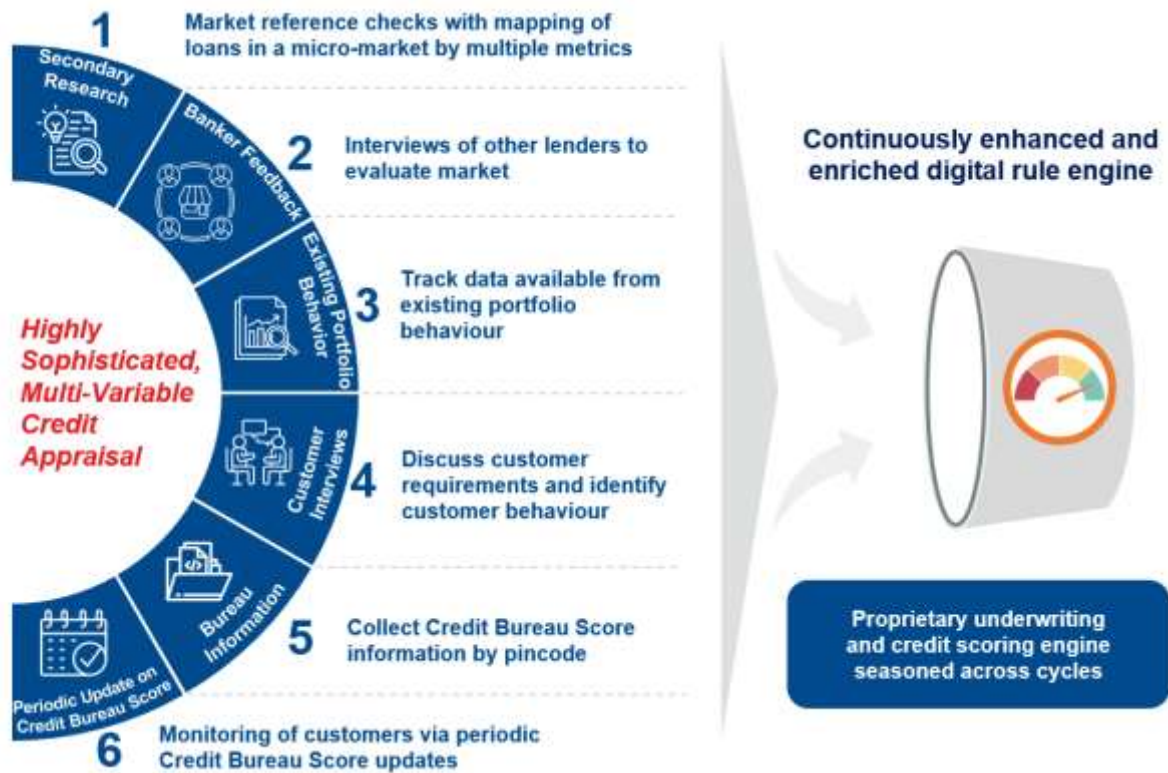 1
Market reference checks with mapping of
loans in a micro-market by multiple metrics
Secondary
Research
2
Interviews of other lenders to
evaluate market
Banker Feedback
3
Track data available from
existing portfolio
behaviour
Existing Portfolio
Behavior
Highly
Sophisticated,
Multi-Variable
Credit
Appraisal
4
Discuss customer
requirements and identify
customer behaviour
Customer
Interviews
5
Collect Credit Bureau Score
information by pincode
Bureau
Information
6
Monitoring of customers via periodic
Credit Bureau Score updates
Periodic Update on
Credit Bureau Score
Continuously enhanced and
enriched digital rule engine
Proprietary underwriting
and credit scoring engine
seasoned across cycles